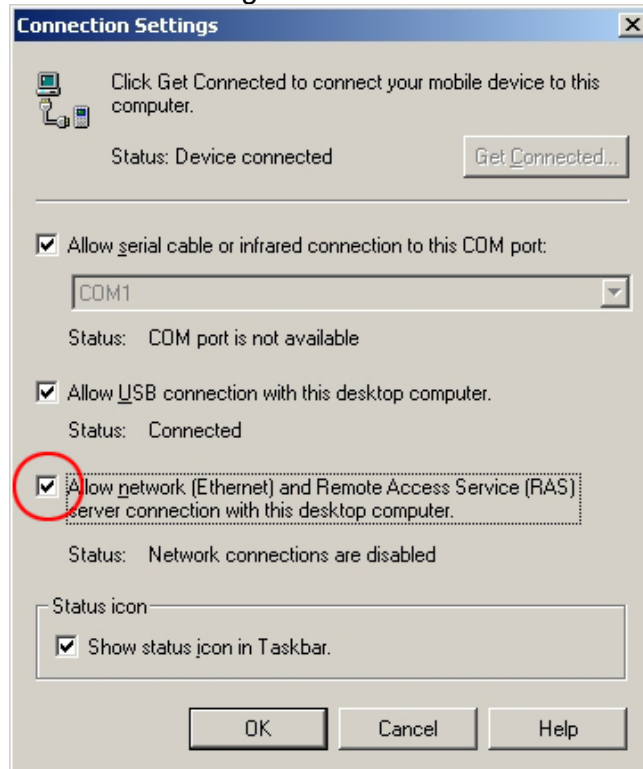 Connection Settings
Click Get Connected to connect your mobile device to this
computer.
Status: Device connected
Get Connected...
Allow serial cable or infrared connection to this COM port:
COM1
Status: COM port is not available
Allow USB connection with this desktop computer.
Status: Connected
Allow network (Ethernet) and Remote Access Service (RAS)
server connection with this desktop computer.
Status: Network connections are disabled
Status icon
Show status icon in Taskbar.
OK Cancel Help